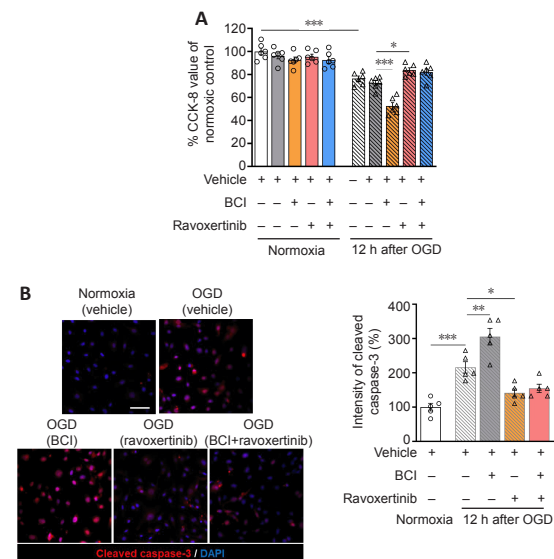 A
% CCK-8 value of
normoxic control
140
120
100
80
60
40
20
0
***
*
***
Vehicle + + + + + − + + + +
BCI − − + − + − − + − +
Ravoxertinib − − − + + − − − + +
Normoxia
12 h after OGD
B
Normoxia
(vehicle)
OGD
(vehicle)
OGD
(BCI)
OGD
(ravoxertinib)
OGD
(BCI+ravoxertinib)
Cleaved caspase-3 / DAPI
Intensity of cleaved
caspase-3 (%)
400
300
200
100
0
*
**
***
Vehicle + + + + +
BCI − − + − +
Ravoxertinib − − − + +
Normoxia
12 h after OGD